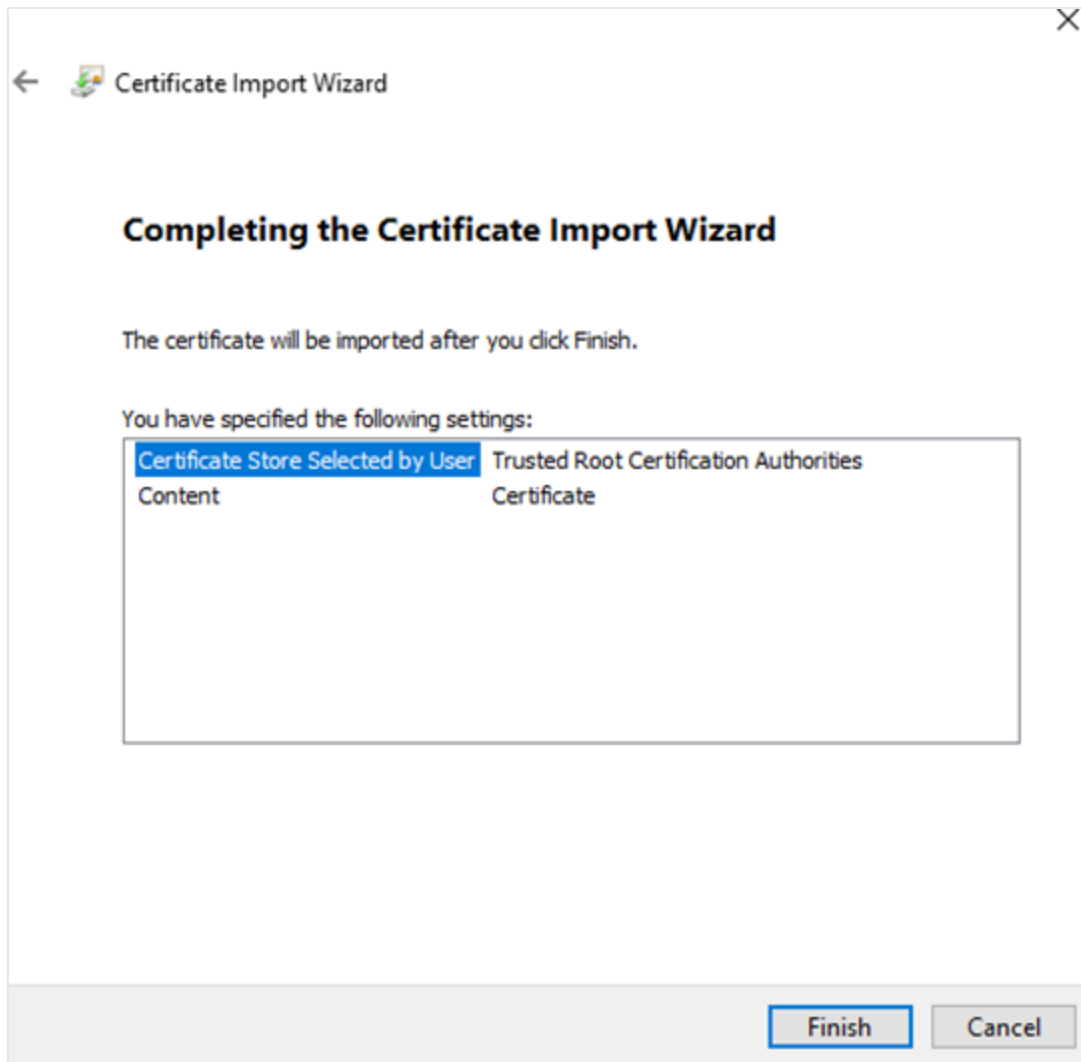 Certificate Import Wizard
Completing the Certificate Import Wizard
The certificate will be imported after you click Finish.
You have specified the following settings:
Certificate Store Selected by User Trusted Root Certification Authorities
Content Certificate
Finish Cancel